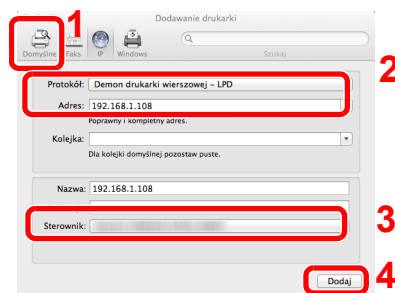 1
Dodawanie drukarki
Domyślne Faks IP Windows Szukaj
2
Protokół: Demon drukarki wierszowej – LPD
Adres: 192.168.1.108
Poprawny i kompletny adres.
Kolejka:
Dla kolejki domyślnej pozostaw puste.
Nazwa: 192.168.1.108
3
Sterownik:
4
Dodaj